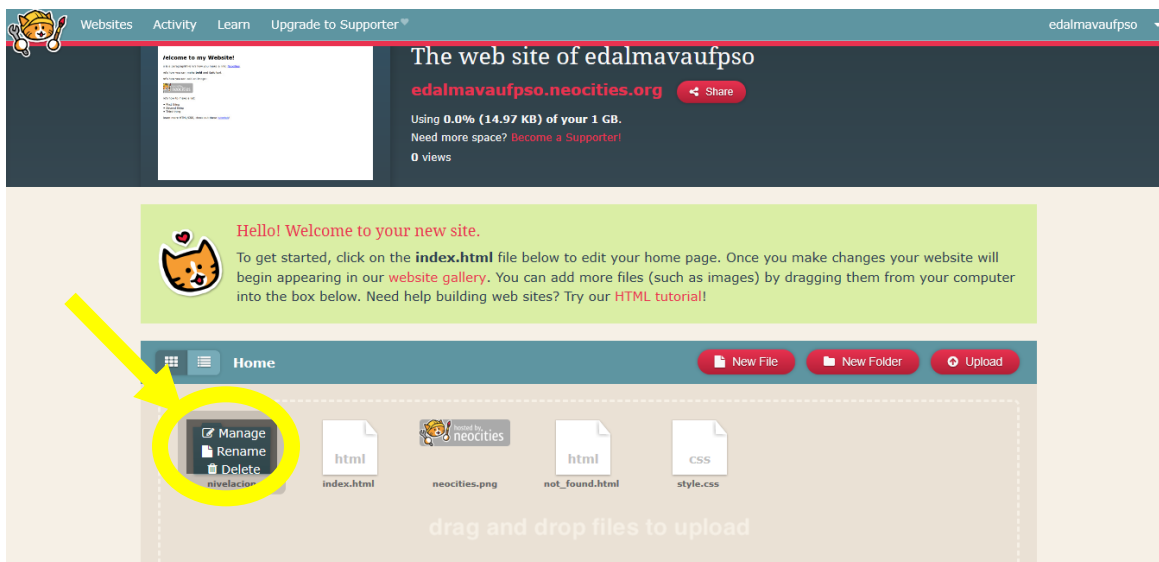 Websites Activity Learn Upgrade to Supporter edalmavaufpso
Welcome to my Website!
The web site of edalmavaufpso
edalmavaufpso.neocities.org Share
Using 0.0% (14.97 KB) of your 1 GB.
Need more space? Become a Supporter!
0 views
Hello! Welcome to your new site.
To get started, click on the index.html file below to edit your home page. Once you make changes your website will
begin appearing in our website gallery. You can add more files (such as images) by dragging them from your computer
into the box below. Need help building web sites? Try our HTML tutorial!
Home New File New Folder Upload
Manage
Rename
Delete
html
hosted by
neocities
html
css
nivelacion index.html neocities.png not_found.html style.css
drag and drop files to upload